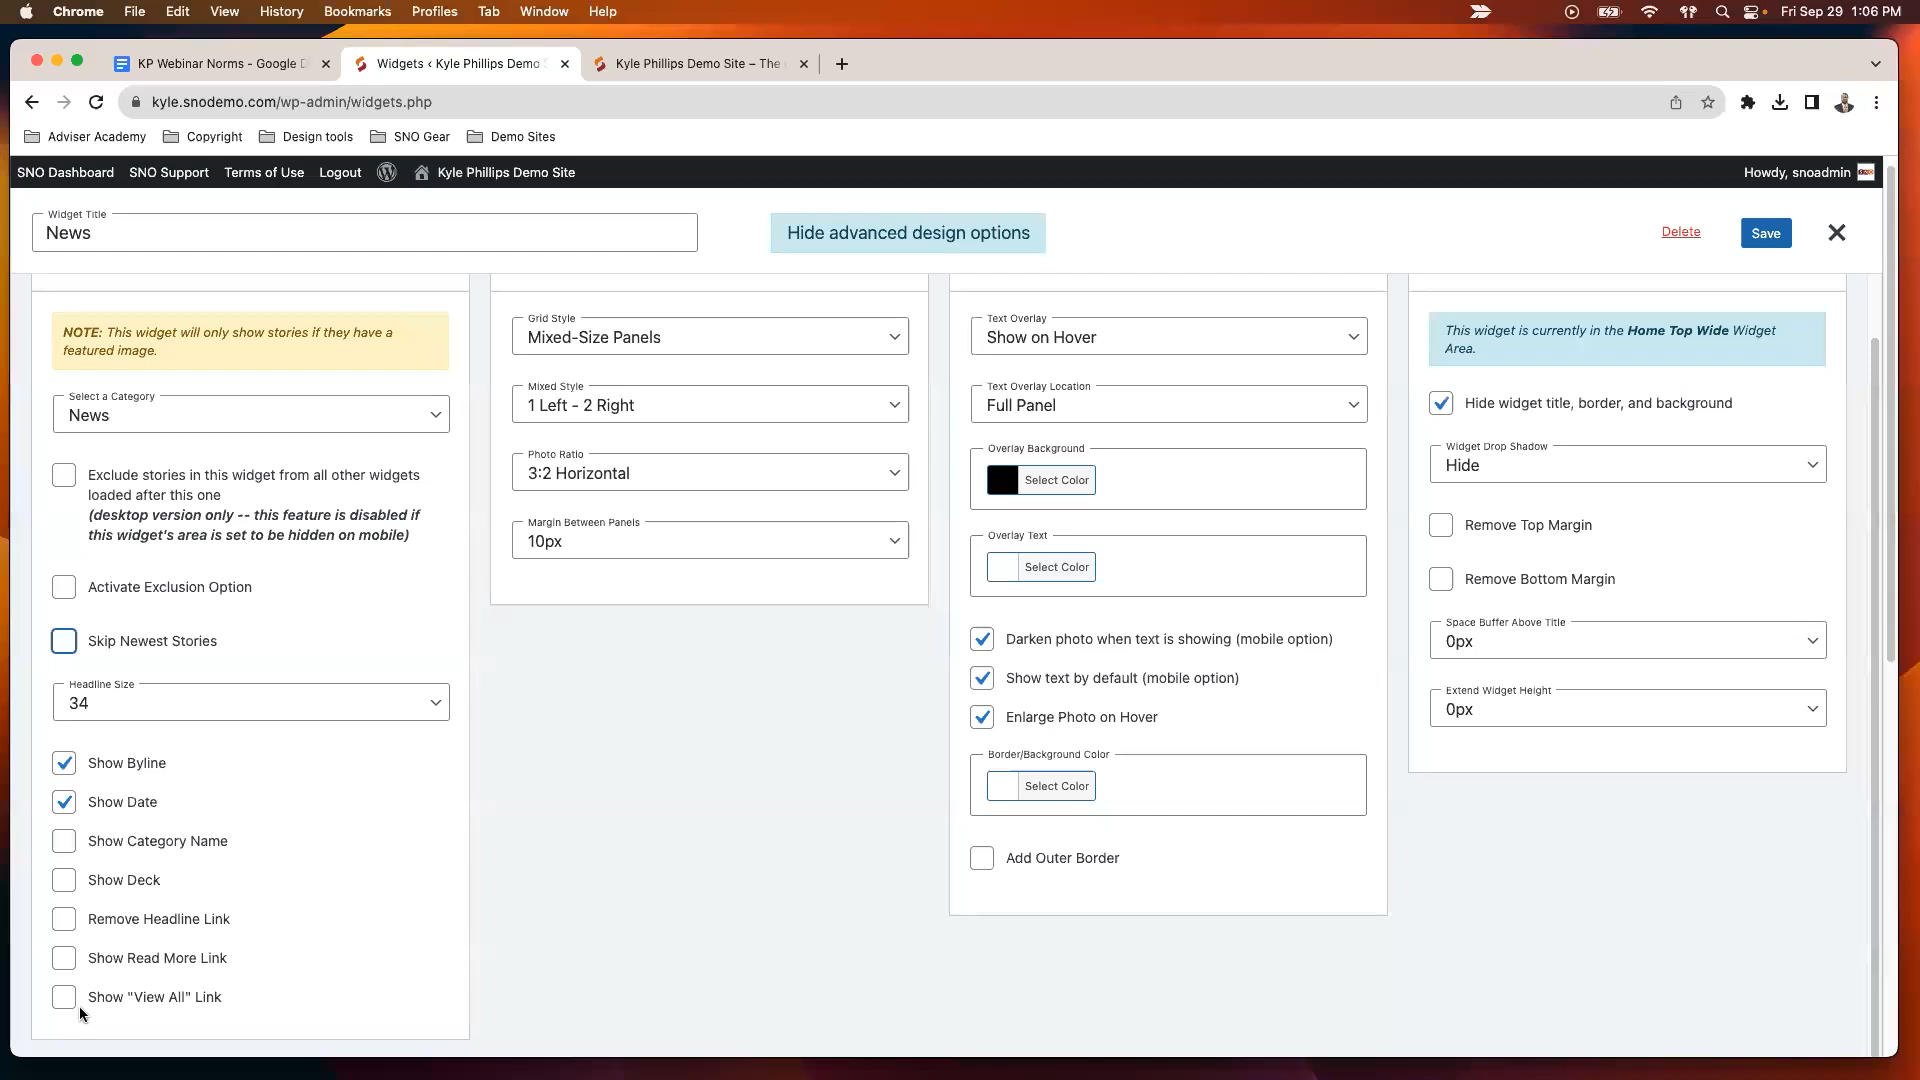 Chrome File Edit View History Bookmarks Profiles Tab Window Help Fri Sep 29 1:06 PM
KP Webinar Norms - Google D Widgets ‹ Kyle Phillips Demo S Kyle Phillips Demo Site – The
kyle.snodemo.com/wp-admin/widgets.php
Adviser Academy Copyright Design tools SNO Gear Demo Sites
SNO Dashboard SNO Support Terms of Use Logout Kyle Phillips Demo Site Howdy, snoadmin
Widget Title
News
Hide advanced design options
Delete
Save
NOTE: This widget will only show stories if they have a
featured image.
Select a Category
News
Exclude stories in this widget from all other widgets
loaded after this one
(desktop version only -- this feature is disabled if
this widget's area is set to be hidden on mobile)
Activate Exclusion Option
Skip Newest Stories
Headline Size
34
Show Byline
Show Date
Show Category Name
Show Deck
Remove Headline Link
Show Read More Link
Show "View All" Link
Grid Style
Mixed-Size Panels
Mixed Style
1 Left - 2 Right
Photo Ratio
3:2 Horizontal
Margin Between Panels
10px
Text Overlay
Show on Hover
Text Overlay Location
Full Panel
Overlay Background
Select Color
Overlay Text
Select Color
Darken photo when text is showing (mobile option)
Show text by default (mobile option)
Enlarge Photo on Hover
Border/Background Color
Select Color
Add Outer Border
This widget is currently in the Home Top Wide Widget
Area.
Hide widget title, border, and background
Widget Drop Shadow
Hide
Remove Top Margin
Remove Bottom Margin
Space Buffer Above Title
0px
Extend Widget Height
0px